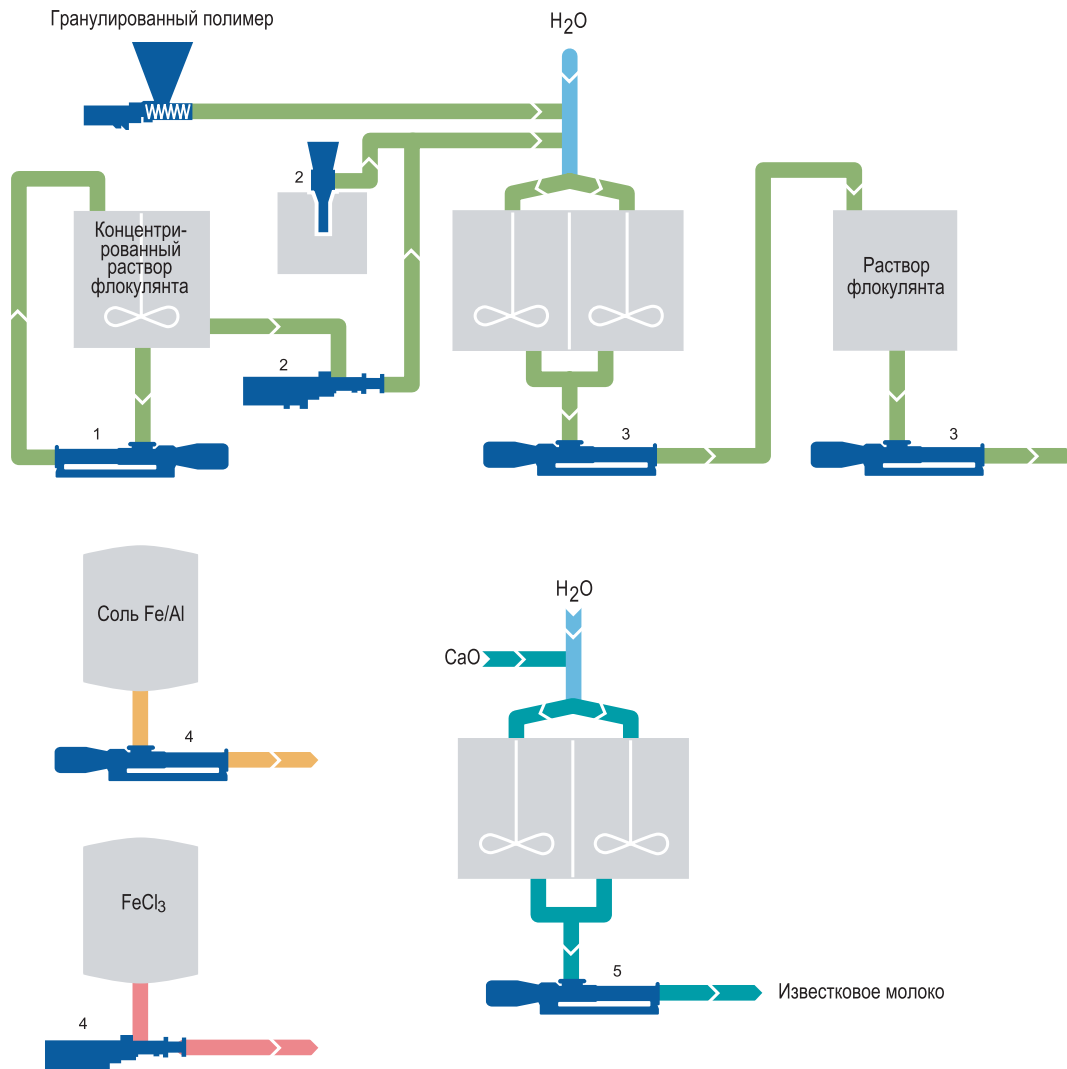 Гранулированный полимер
H2O
2
Концентри-
рованный
раствор
флокулянта
Раствор
флокулянта
2
1
3
3
Соль Fe/Al
H2O
CaO
4
FeCl3
5
Известковое молоко
4